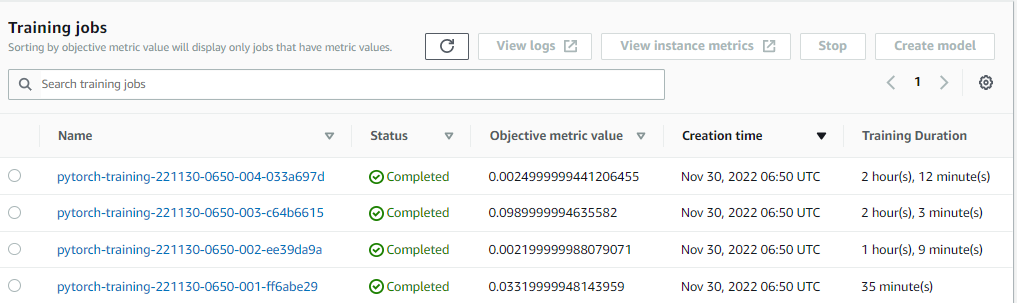 Training jobs
Sorting by objective metric value will display only jobs that have metric values.
View logs
View instance metrics
Stop
Create model
Search training jobs
1
Name Status Objective metric value Creation time Training Duration
pytorch-training-221130-0650-004-033a697d Completed 0.0024999999441206455 Nov 30, 2022 06:50 UTC 2 hour(s), 12 minute(s)
pytorch-training-221130-0650-003-c64b6615 Completed 0.0989999994635582 Nov 30, 2022 06:50 UTC 2 hour(s), 3 minute(s)
pytorch-training-221130-0650-002-ee39da9a Completed 0.002199999988079071 Nov 30, 2022 06:50 UTC 1 hour(s), 9 minute(s)
pytorch-training-221130-0650-001-ff6abe29 Completed 0.03319999948143959 Nov 30, 2022 06:50 UTC 35 minute(s)